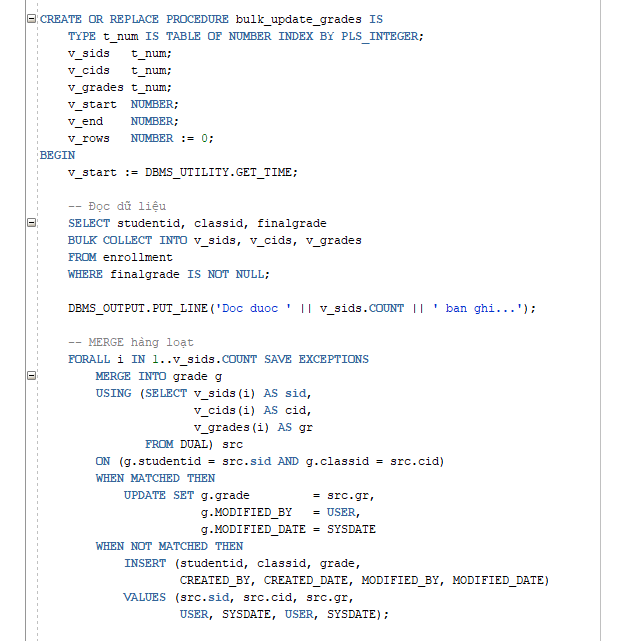 CREATE OR REPLACE PROCEDURE bulk_update_grades IS
    TYPE t_num IS TABLE OF NUMBER INDEX BY PLS_INTEGER;
    v_sids   t_num;
    v_cids   t_num;
    v_grades t_num;
    v_start  NUMBER;
    v_end    NUMBER;
    v_rows   NUMBER := 0;
BEGIN
    v_start := DBMS_UTILITY.GET_TIME;

    -- Đọc dữ liệu
    SELECT studentid, classid, finalgrade
    BULK COLLECT INTO v_sids, v_cids, v_grades
    FROM enrollment
    WHERE finalgrade IS NOT NULL;

    DBMS_OUTPUT.PUT_LINE('Doc duoc ' || v_sids.COUNT || ' ban ghi...');

    -- MERGE hàng loạt
    FORALL i IN 1..v_sids.COUNT SAVE EXCEPTIONS
        MERGE INTO grade g
        USING (SELECT v_sids(i) AS sid,
                      v_cids(i) AS cid,
                      v_grades(i) AS gr
               FROM DUAL) src
        ON (g.studentid = src.sid AND g.classid = src.cid)
        WHEN MATCHED THEN
            UPDATE SET g.grade         = src.gr,
                       g.MODIFIED_BY   = USER,
                       g.MODIFIED_DATE = SYSDATE
        WHEN NOT MATCHED THEN
            INSERT (studentid, classid, grade,
                    CREATED_BY, CREATED_DATE, MODIFIED_BY, MODIFIED_DATE)
            VALUES (src.sid, src.cid, src.gr,
                    USER, SYSDATE, USER, SYSDATE);